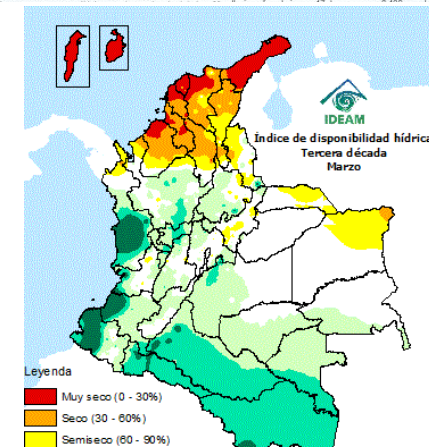 IDEAM
Índice de disponibilidad hídrica
Tercera década
Marzo
Leyenda
Muy seco (0 - 30%)
Seco (30 - 60%)
Semiseco (60 - 90%)